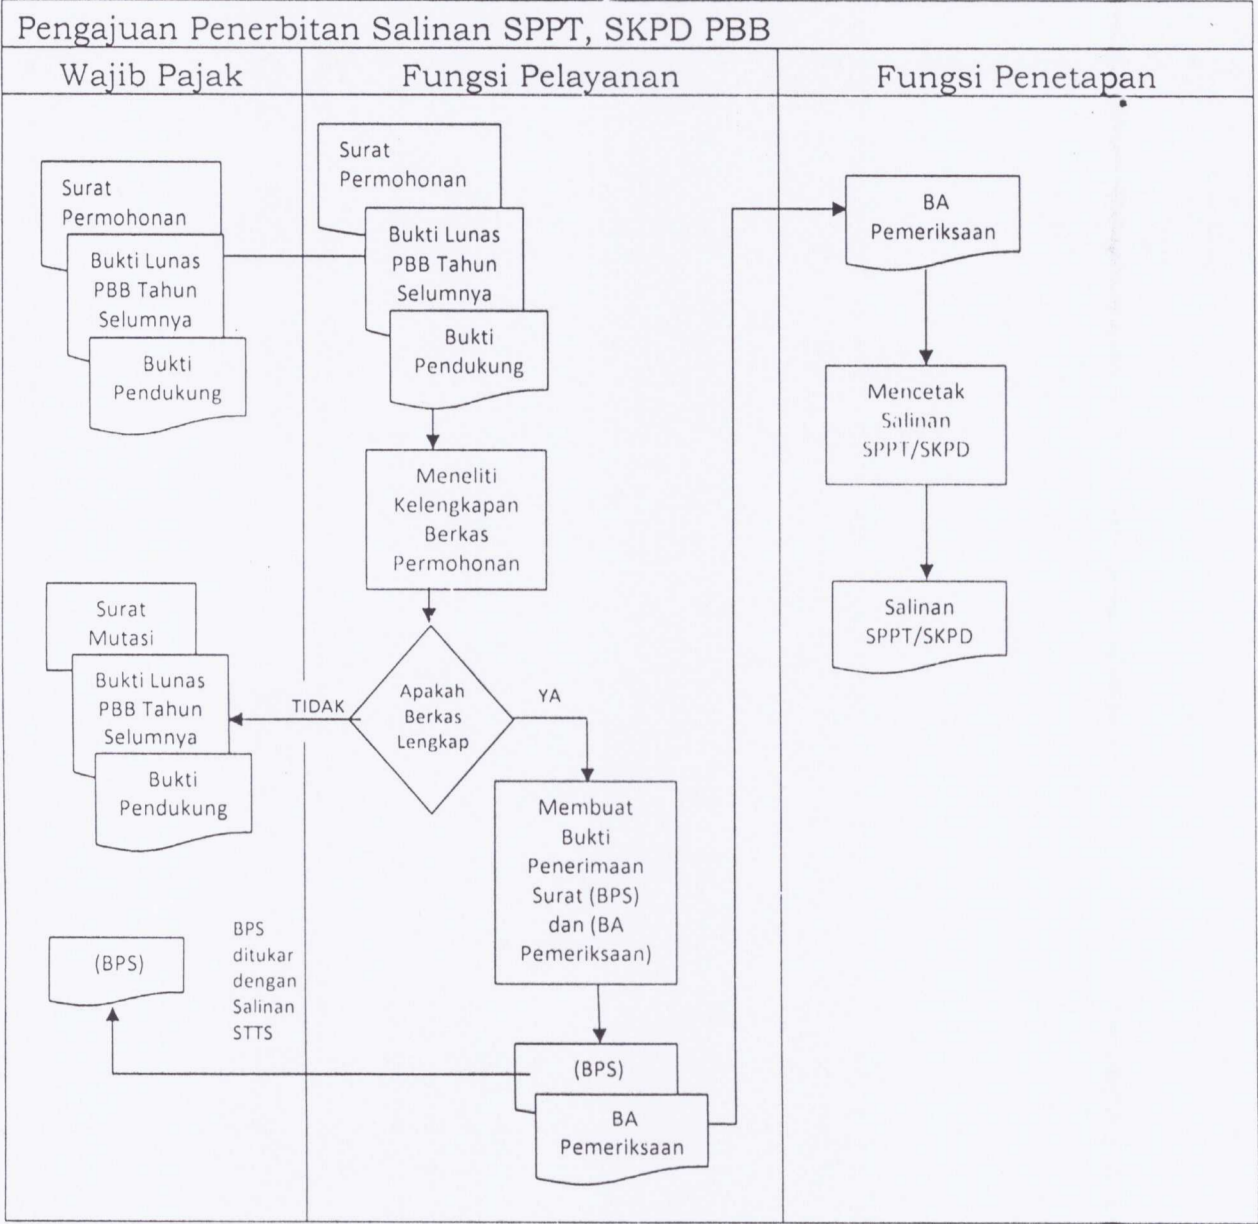 Pengajuan Penerbitan Salinan SPPT, SKPD PBB
Wajib Pajak
Fungsi Pelayanan
Fungsi Penetapan
Surat
Permohonan
Bukti Lunas
PBB Tahun
Selumnya
Bukti
Pendukung
Surat
Permohonan
Bukti Lunas
PBB Tahun
Selumnya
Bukti
Pendukung
Meneliti
Kelengkapan
Berkas
Permohonan
Apakah
Berkas
Lengkap
TIDAK
YA
Surat
Mutasi
Bukti Lunas
PBB Tahun
Selumnya
Bukti
Pendukung
Membuat
Bukti
Penerimaan
Surat (BPS)
dan (BA
Pemeriksaan)
(BPS)
BPS
ditukar
dengan
Salinan
STTS
(BPS)
BA
Pemeriksaan
BA
Pemeriksaan
Mencetak
Salinan
SPPT/SKPD
Salinan
SPPT/SKPD